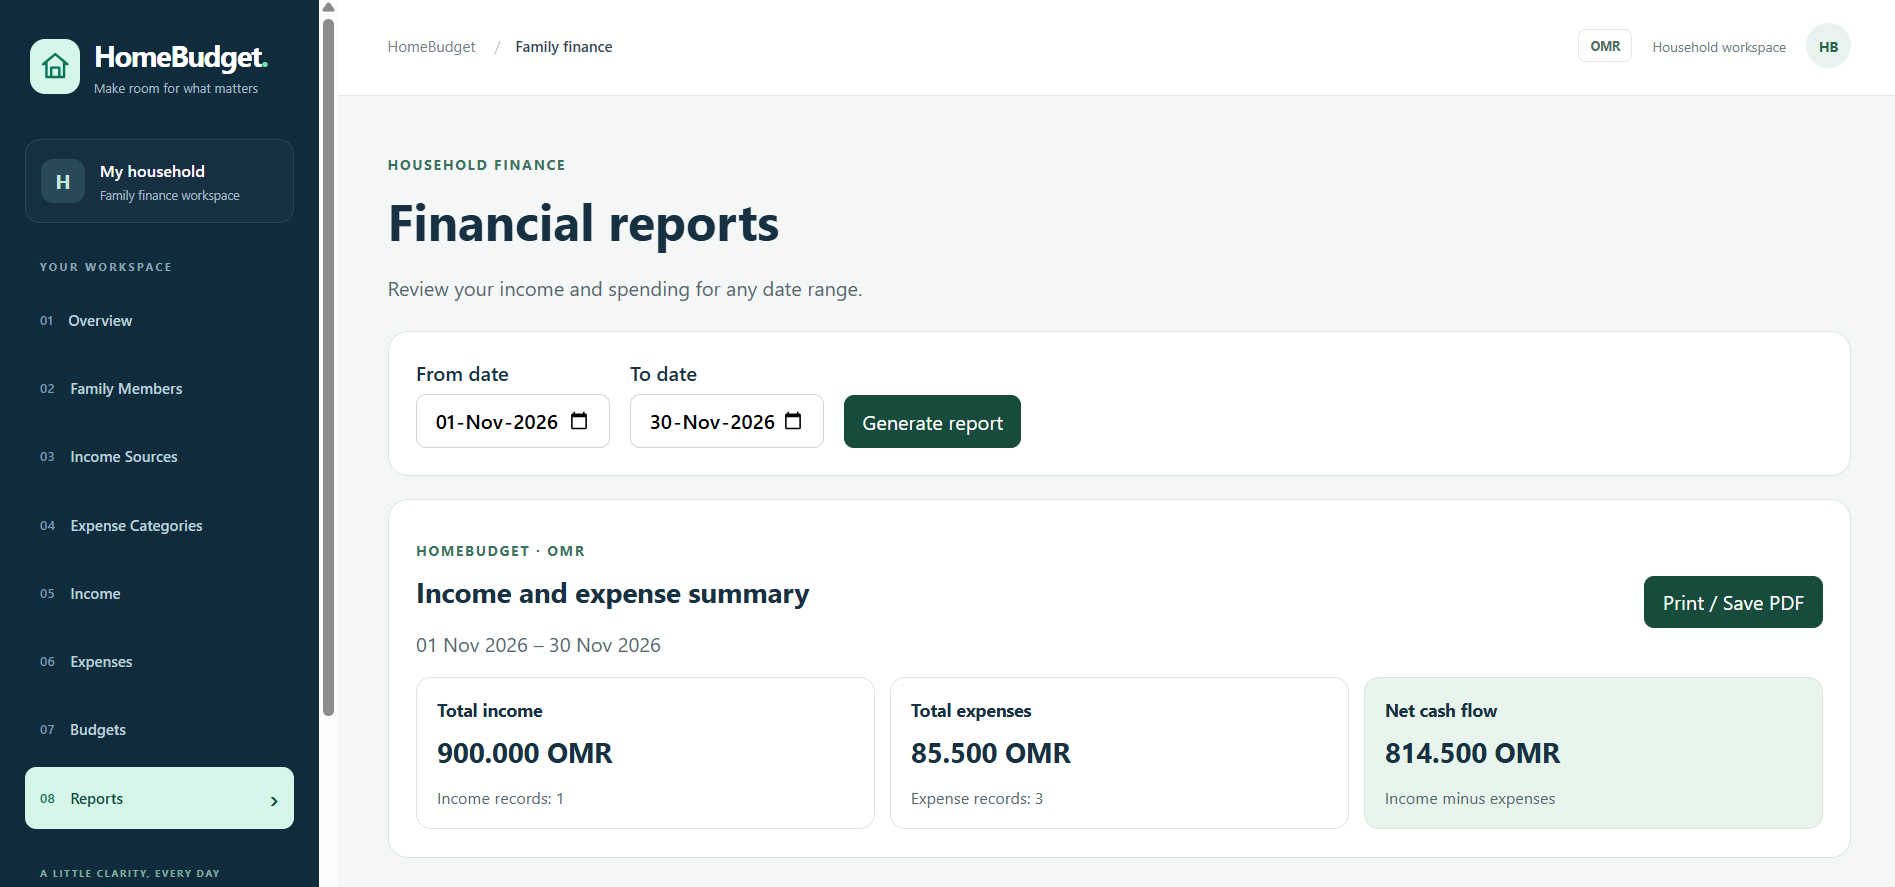 HomeBudget.
Make room for what matters
H
My household
Family finance workspace
YOUR WORKSPACE
01 Overview
02 Family Members
03 Income Sources
04 Expense Categories
05 Income
06 Expenses
07 Budgets
08 Reports ›
A LITTLE CLARITY, EVERY DAY
HomeBudget / Family finance
OMR Household workspace HB
HOUSEHOLD FINANCE
Financial reports
Review your income and spending for any date range.
From date To date
01-Nov-2026 30-Nov-2026 Generate report
HOMEBUDGET · OMR
Income and expense summary
Print / Save PDF
01 Nov 2026 – 30 Nov 2026
Total income
900.000 OMR
Income records: 1
Total expenses
85.500 OMR
Expense records: 3
Net cash flow
814.500 OMR
Income minus expenses